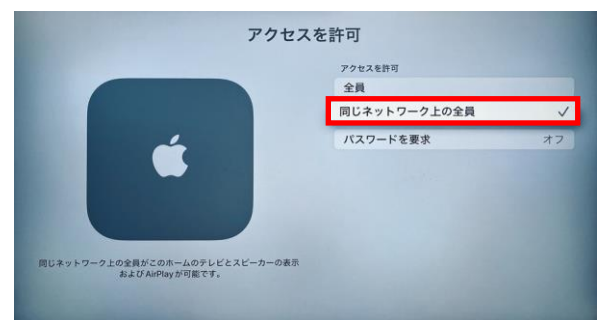 アクセスを許可
アクセスを許可
全員
同じネットワーク上の全員 ✓
パスワードを要求 オフ
同じネットワーク上の全員がこのホームのテレビとスピーカーの表示
およびAirPlayが可能です。